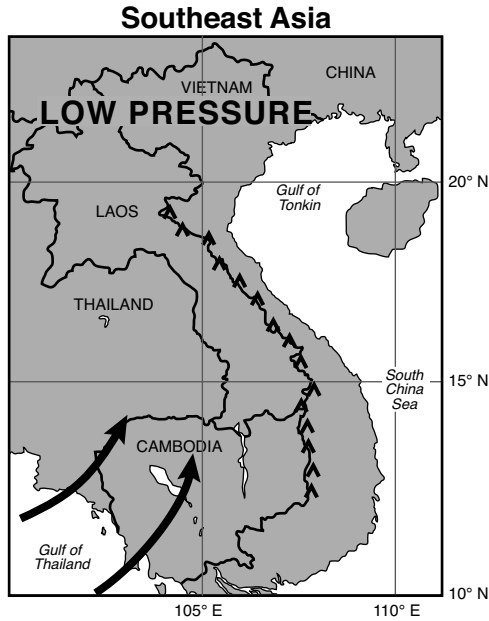 Southeast Asia
CHINA
VIETNAM
LOW PRESSURE
20° N
Gulf of
Tonkin
LAOS
THAILAND
15° N
South
China
Sea
CAMBODIA
Gulf of
Thailand
10° N
105° E
110° E